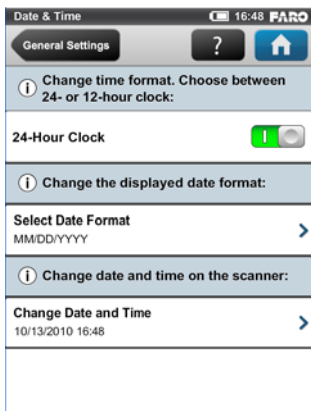 Date & Time 16:48 FARO
General Settings ?
Change time format. Choose between
24- or 12-hour clock:
24-Hour Clock
Change the displayed date format:
Select Date Format
MM/DD/YYYY
Change date and time on the scanner:
Change Date and Time
10/13/2010 16:48